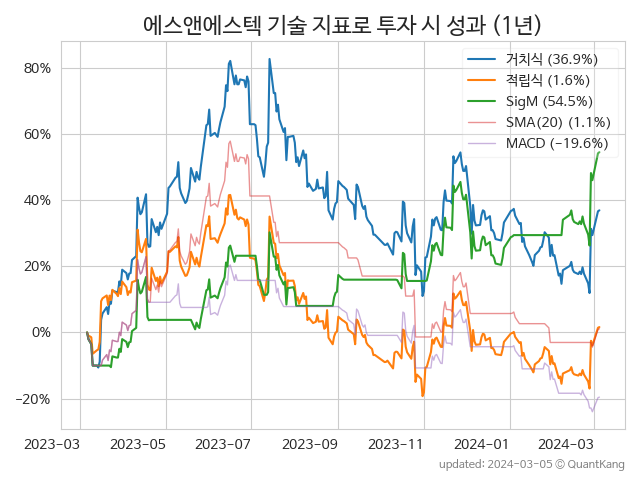 에스앤에스텍 기술 지표로 투자 시 성과 (1년)
거치식 (36.9%)
적립식 (1.6%)
SigM (54.5%)
SMA(20) (1.1%)
MACD (−19.6%)
80%
60%
40%
20%
0%
−20%
2023-03
2023-05
2023-07
2023-09
2023-11
2024-01
2024-03
updated: 2024-03-05 © QuantKang